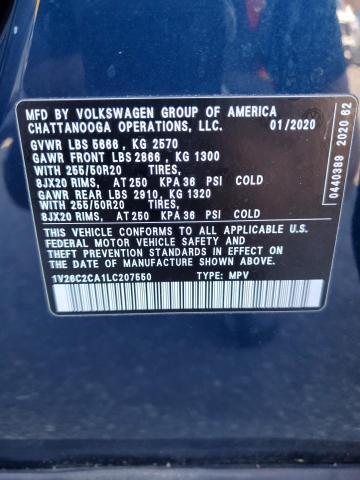 MFD BY VOLKSWAGEN GROUP OF AMERICA
CHATTANOOGA OPERATIONS, LLC. 01/2020
GVWR LBS 5666 , KG 2570
GAWR FRONT LBS 2866 , KG 1300
WITH 255/50R20 TIRES,
8JX20 RIMS, AT 250 KPA 36 PSI COLD
GAWR REAR LBS 2910, KG 1320
WITH 255/50R20 TIRES,
8JX20 RIMS, AT 250 KPA 36 PSI COLD
THIS VEHICLE CONFORMS TO ALL APPLICABLE U.S.
FEDERAL MOTOR VEHICLE SAFETY AND
THEFT PREVENTION STANDARDS IN EFFECT ON
THE DATE OF MANUFACTURE SHOWN ABOVE.
1V26C2CA1LC207550 TYPE: MPV
0440389 2020 62